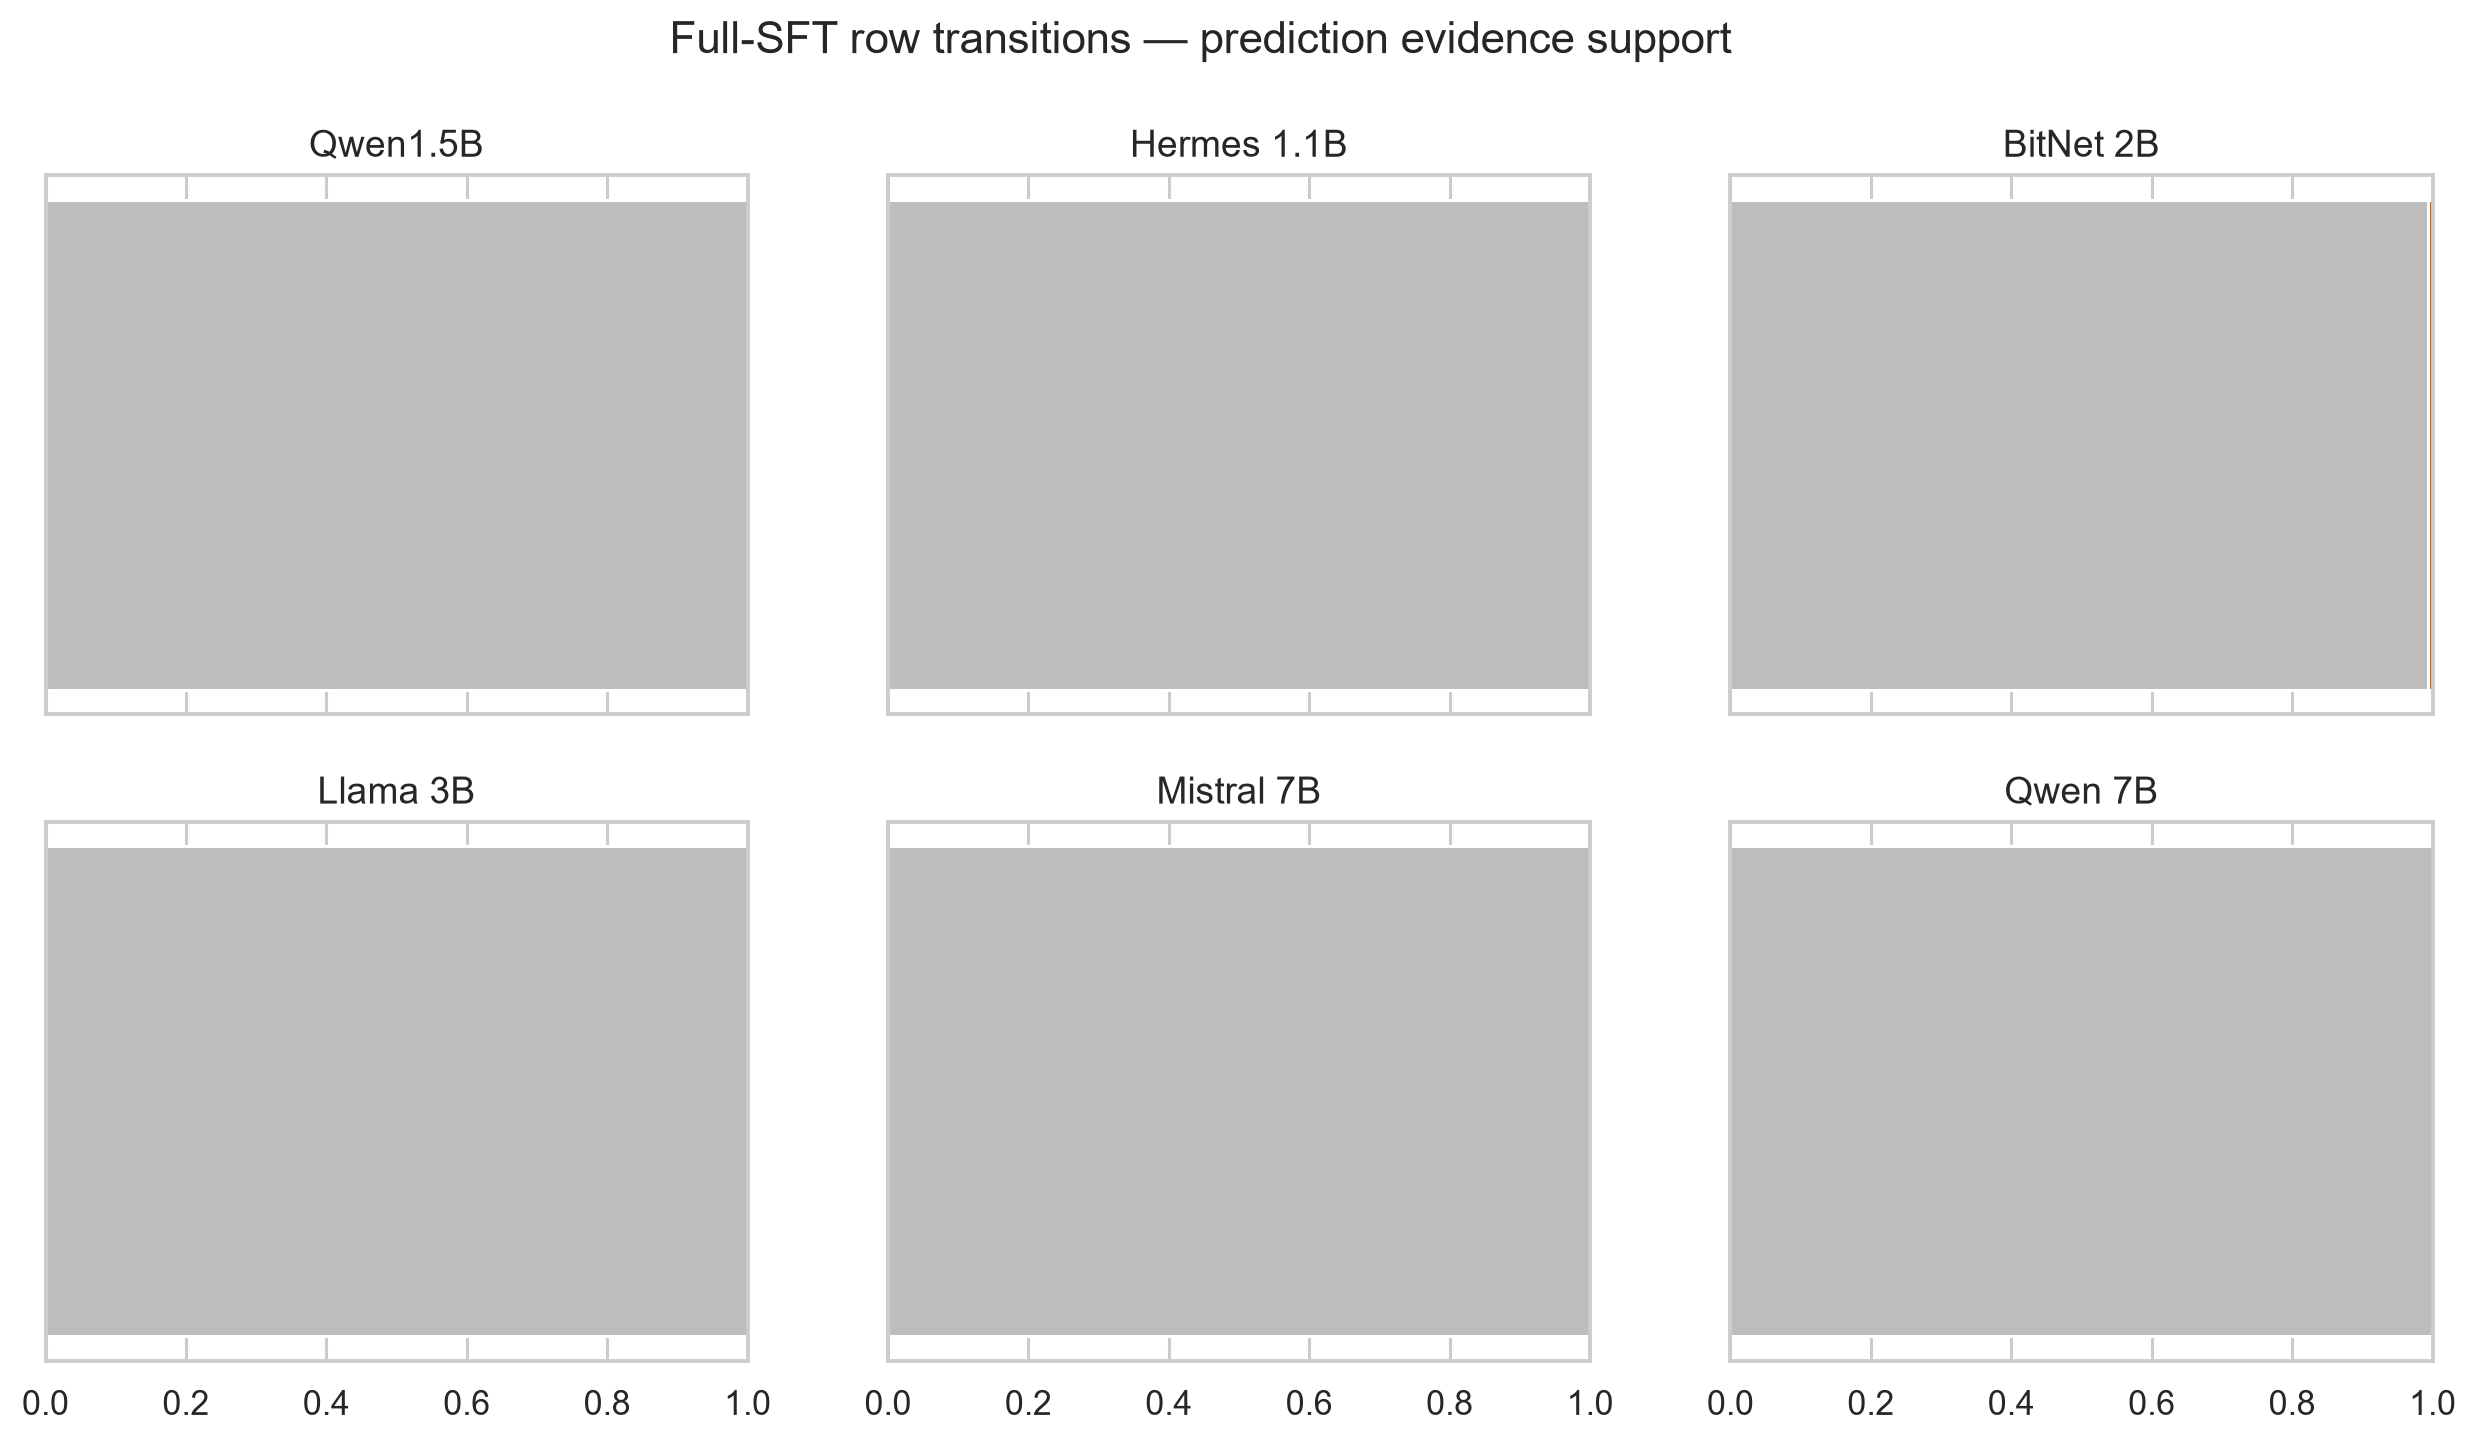 Full-SFT row transitions — prediction evidence support
Qwen1.5B
Hermes 1.1B
BitNet 2B
Llama 3B
Mistral 7B
Qwen 7B
0.0 0.2 0.4 0.6 0.8 1.0
0.0 0.2 0.4 0.6 0.8 1.0
0.0 0.2 0.4 0.6 0.8 1.0